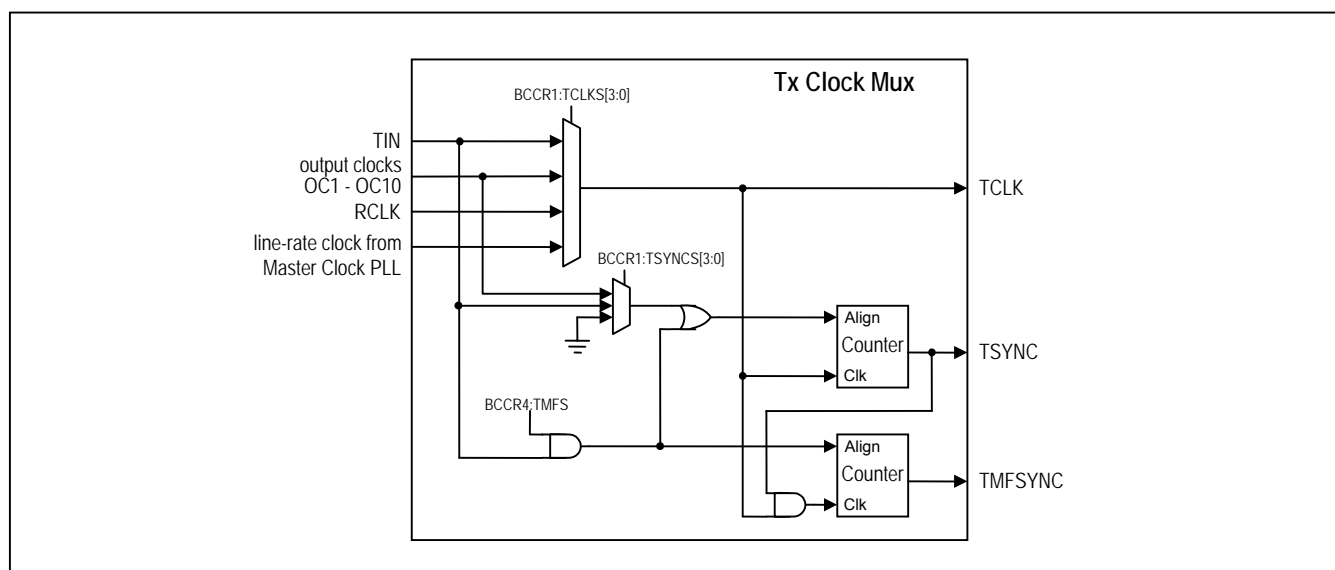 Tx Clock Mux
BCCR1:TCLKS[3:0]
TIN
output clocks
OC1 - OC10
RCLK
line-rate clock from
Master Clock PLL
TCLK
BCCR1:TSYNCS[3:0]
Align
Counter
Clk
TSYNC
BCCR4:TMFS
Align
Counter
Clk
TMFSYNC